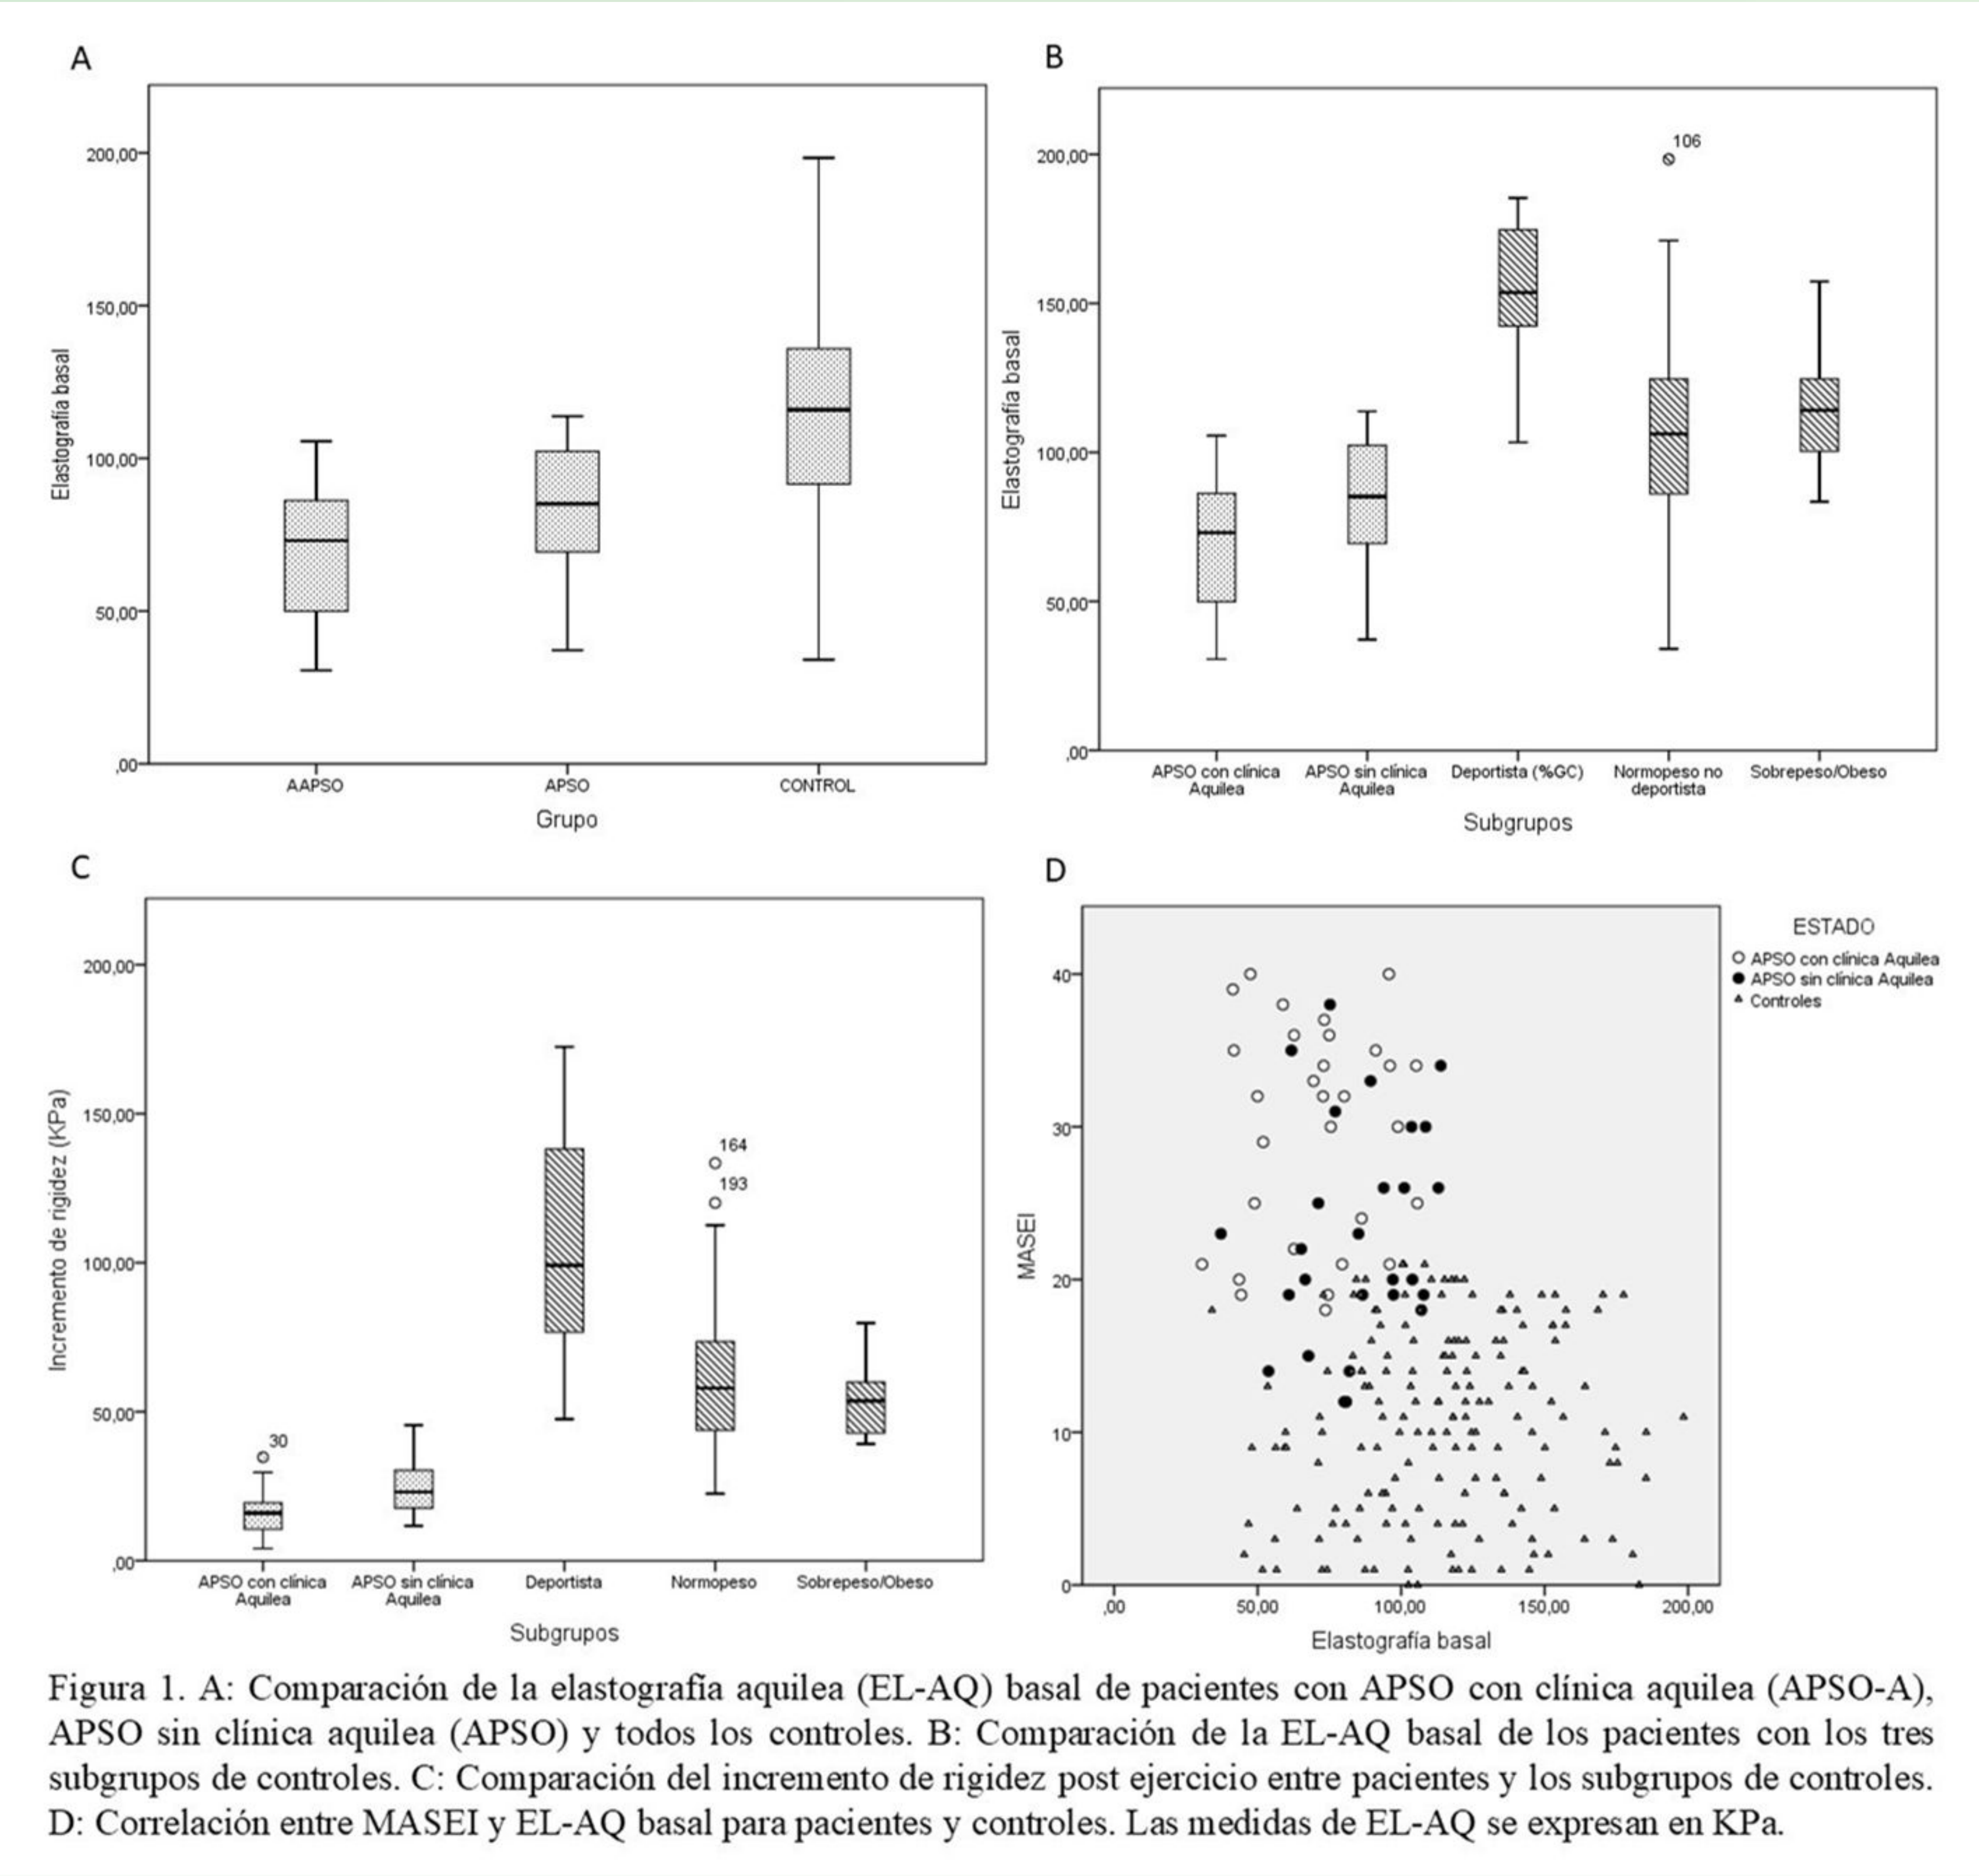 A
200,00
150,00
100,00
50,00
,00
Elastografía basal
AAPSO
APSO
CONTROL
Grupo
B
200,00
150,00
100,00
50,00
,00
Elastografía basal
106
APSO con clínica
Aquilea
APSO sin clínica
Aquilea
Deportista (%GC)
Normopeso no
deportista
Sobrepeso/Obeso
Subgrupos
C
200,00
150,00
100,00
50,00
,00
Incremento de rigidez (KPa)
30
164
193
APSO con clínica
Aquilea
APSO sin clínica
Aquilea
Deportista
Normopeso
Sobrepeso/Obeso
Subgrupos
D
ESTADO
APSO con clínica Aquilea
APSO sin clínica Aquilea
Controles
40
30
20
10
0
MASEI
,00
50,00
100,00
150,00
200,00
Elastografía basal
Figura 1. A: Comparación de la elastografía aquilea (EL-AQ) basal de pacientes con APSO con clínica aquilea (APSO-A),
APSO sin clínica aquilea (APSO) y todos los controles. B: Comparación de la EL-AQ basal de los pacientes con los tres
subgrupos de controles. C: Comparación del incremento de rigidez post ejercicio entre pacientes y los subgrupos de controles.
D: Correlación entre MASEI y EL-AQ basal para pacientes y controles. Las medidas de EL-AQ se expresan en KPa.